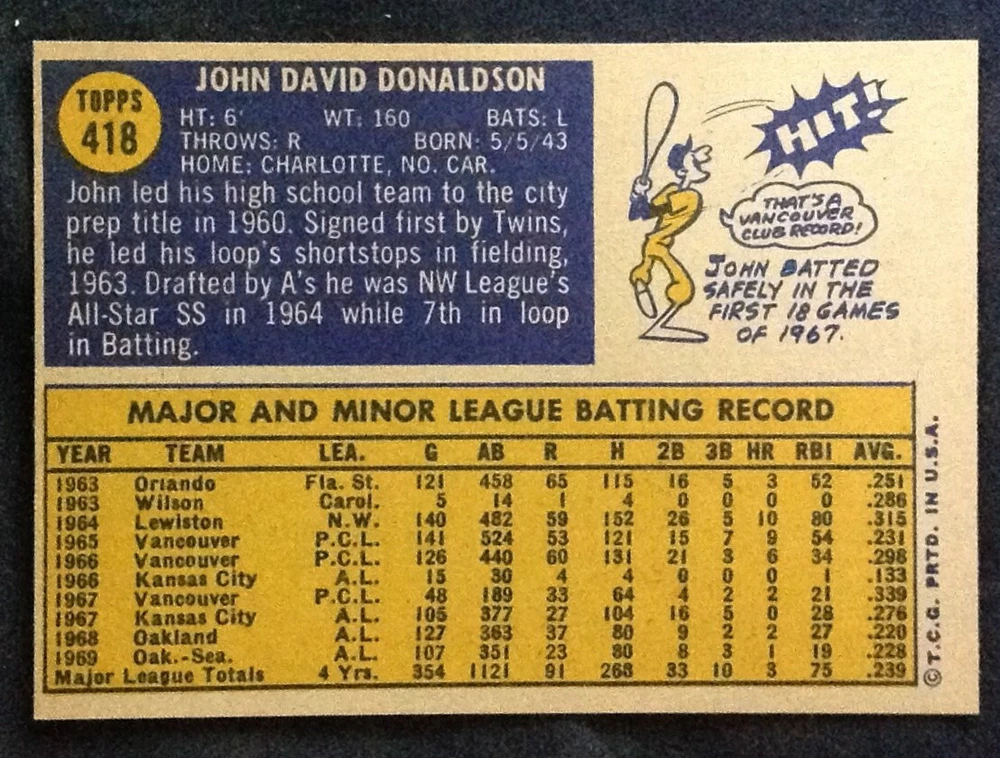 TOPPS
418
JOHN DAVID DONALDSON
HT: 6' WT: 160 BATS: L
THROWS: R BORN: 5/5/43
HOME: CHARLOTTE, NO. CAR.
John led his high school team to the city
prep title in 1960. Signed first by Twins,
he led his loop's shortstops in fielding,
1963. Drafted by A's he was NW League's
All-Star SS in 1964 while 7th in loop
in Batting.
HIT!
THAT'S A
VANCOUVER
CLUB RECORD!
JOHN BATTED
SAFELY IN THE
FIRST 18 GAMES
OF 1967.
MAJOR AND MINOR LEAGUE BATTING RECORD
YEAR TEAM LEA. G AB R H 2B 3B HR RBI AVG.
1963 Orlando Fla. St. 121 458 65 115 16 5 3 52 .251
1963 Wilson Carol. 5 14 1 4 0 0 0 0 .286
1964 Lewiston N.W. 140 482 59 152 26 5 10 80 .315
1965 Vancouver P.C.L. 141 524 53 121 15 7 9 54 .231
1966 Vancouver P.C.L. 126 440 60 131 21 3 6 34 .298
1966 Kansas City A.L. 15 30 4 4 0 0 0 1 .133
1967 Vancouver P.C.L. 48 189 33 64 4 2 2 21 .339
1967 Kansas City A.L. 105 377 27 104 16 5 0 28 .276
1968 Oakland A.L. 127 363 37 80 9 2 2 27 .220
1969 Oak.-Sea. A.L. 107 351 23 80 8 3 1 19 .228
Major League Totals 4 Yrs. 354 1121 91 268 33 10 3 75 .239
© T.C.G. PRTD. IN U.S.A.